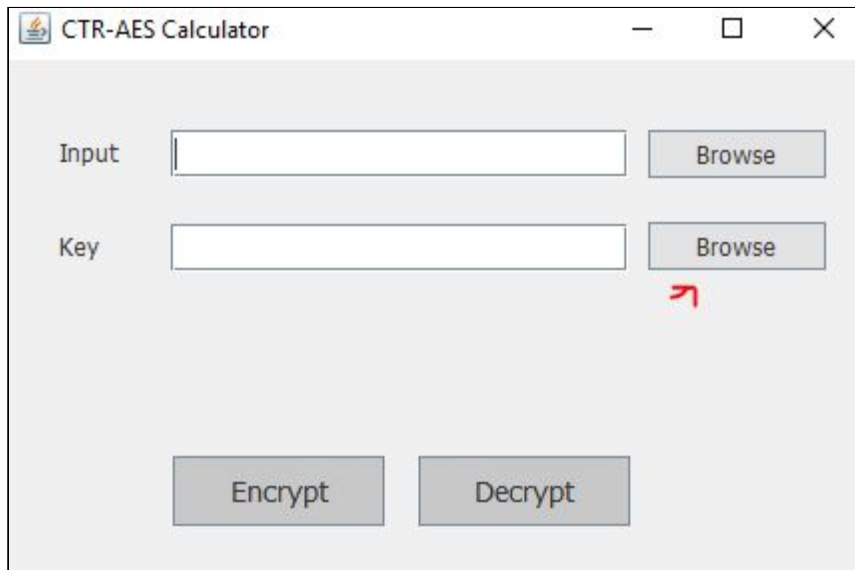 CTR-AES Calculator
Input Browse
Key Browse
Encrypt Decrypt